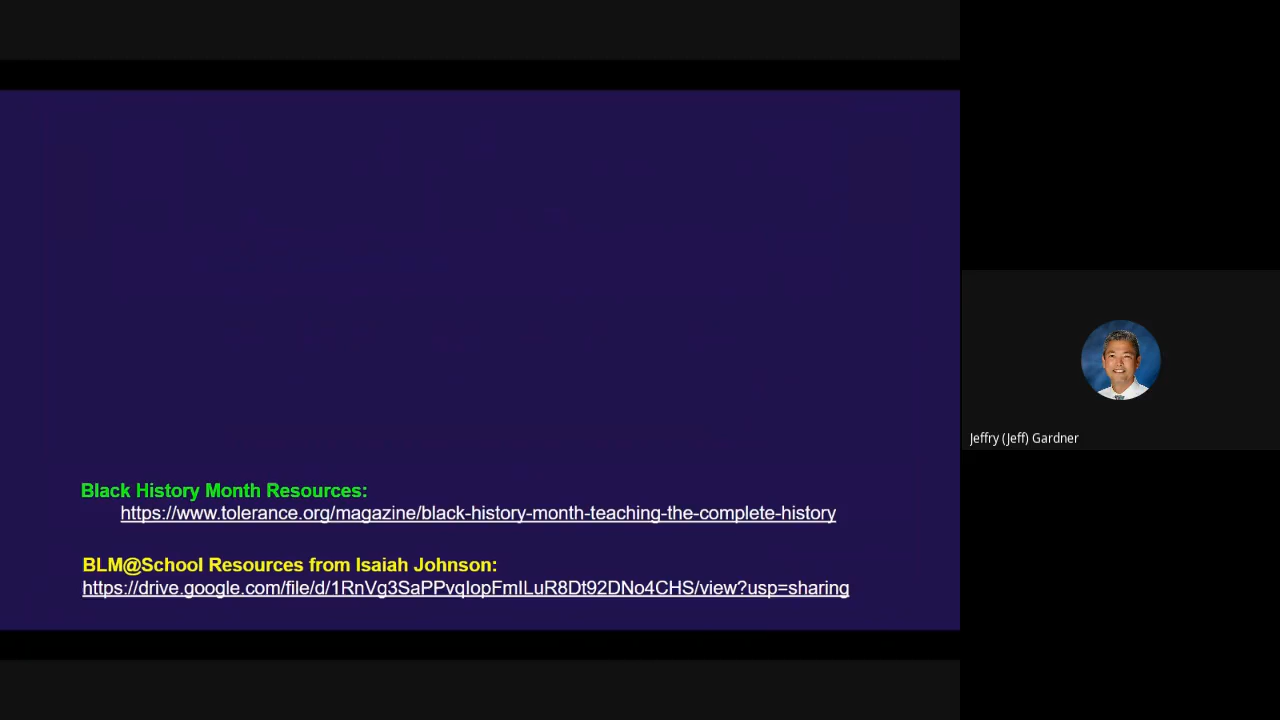 Black History Month Resources:
https://www.tolerance.org/magazine/black-history-month-teaching-the-complete-history
BLM@School Resources from Isaiah Johnson:
https://drive.google.com/file/d/1RnVg3SaPPvqIopFmILuR8Dt92DNo4CHS/view?usp=sharing
Jeffry (Jeff) Gardner